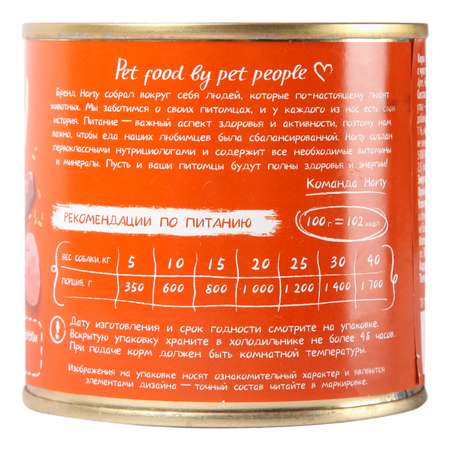 Pet food by pet people
Бренд Harty собрал вокруг себя людей, которые по-настоящему любят
животных. Мы заботимся о своих питомцах, и у каждого из нас есть своя
история. Питание — важный аспект здоровья и активности, поэтому нам
важно, чтобы еда наших любимцев была сбалансированной. Harty создан
первоклассными нутрициологами и содержит все необходимые витамины
и минералы. Пусть и ваши питомцы будут полны здоровья и энергии!
Команда Harty
РЕКОМЕНДАЦИИ ПО ПИТАНИЮ
100 г = 102 ккал
ВЕС СОБАКИ, КГ 5 10 15 20 25 30 40
ПОРЦИЯ, Г 350 600 800 1 000 1 200 1 400 1 700
Дату изготовления и срок годности смотрите на упаковке.
Вскрытую упаковку храните в холодильнике не более 48 часов.
При подаче корм должен быть комнатной температуры.
Изображения на упаковке носят ознакомительный характер и являются
элементами дизайна — точный состав читайте в маркировке.